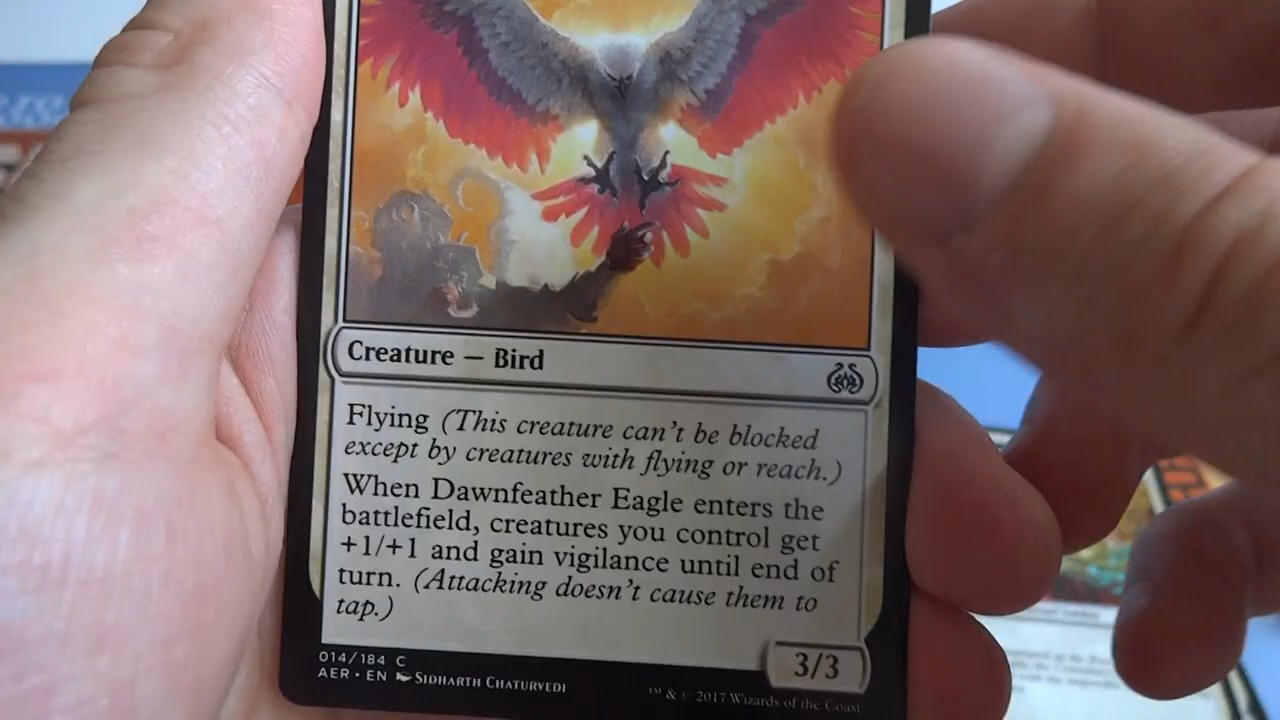 Creature — Bird
Flying (This creature can't be blocked
except by creatures with flying or reach.)
When Dawnfeather Eagle enters the
battlefield, creatures you control get
+1/+1 and gain vigilance until end of
turn. (Attacking doesn't cause them to
tap.)
3/3
014/184 C
AER • EN SIDHARTH CHATURVEDI
™ & © 2017 Wizards of the Coast